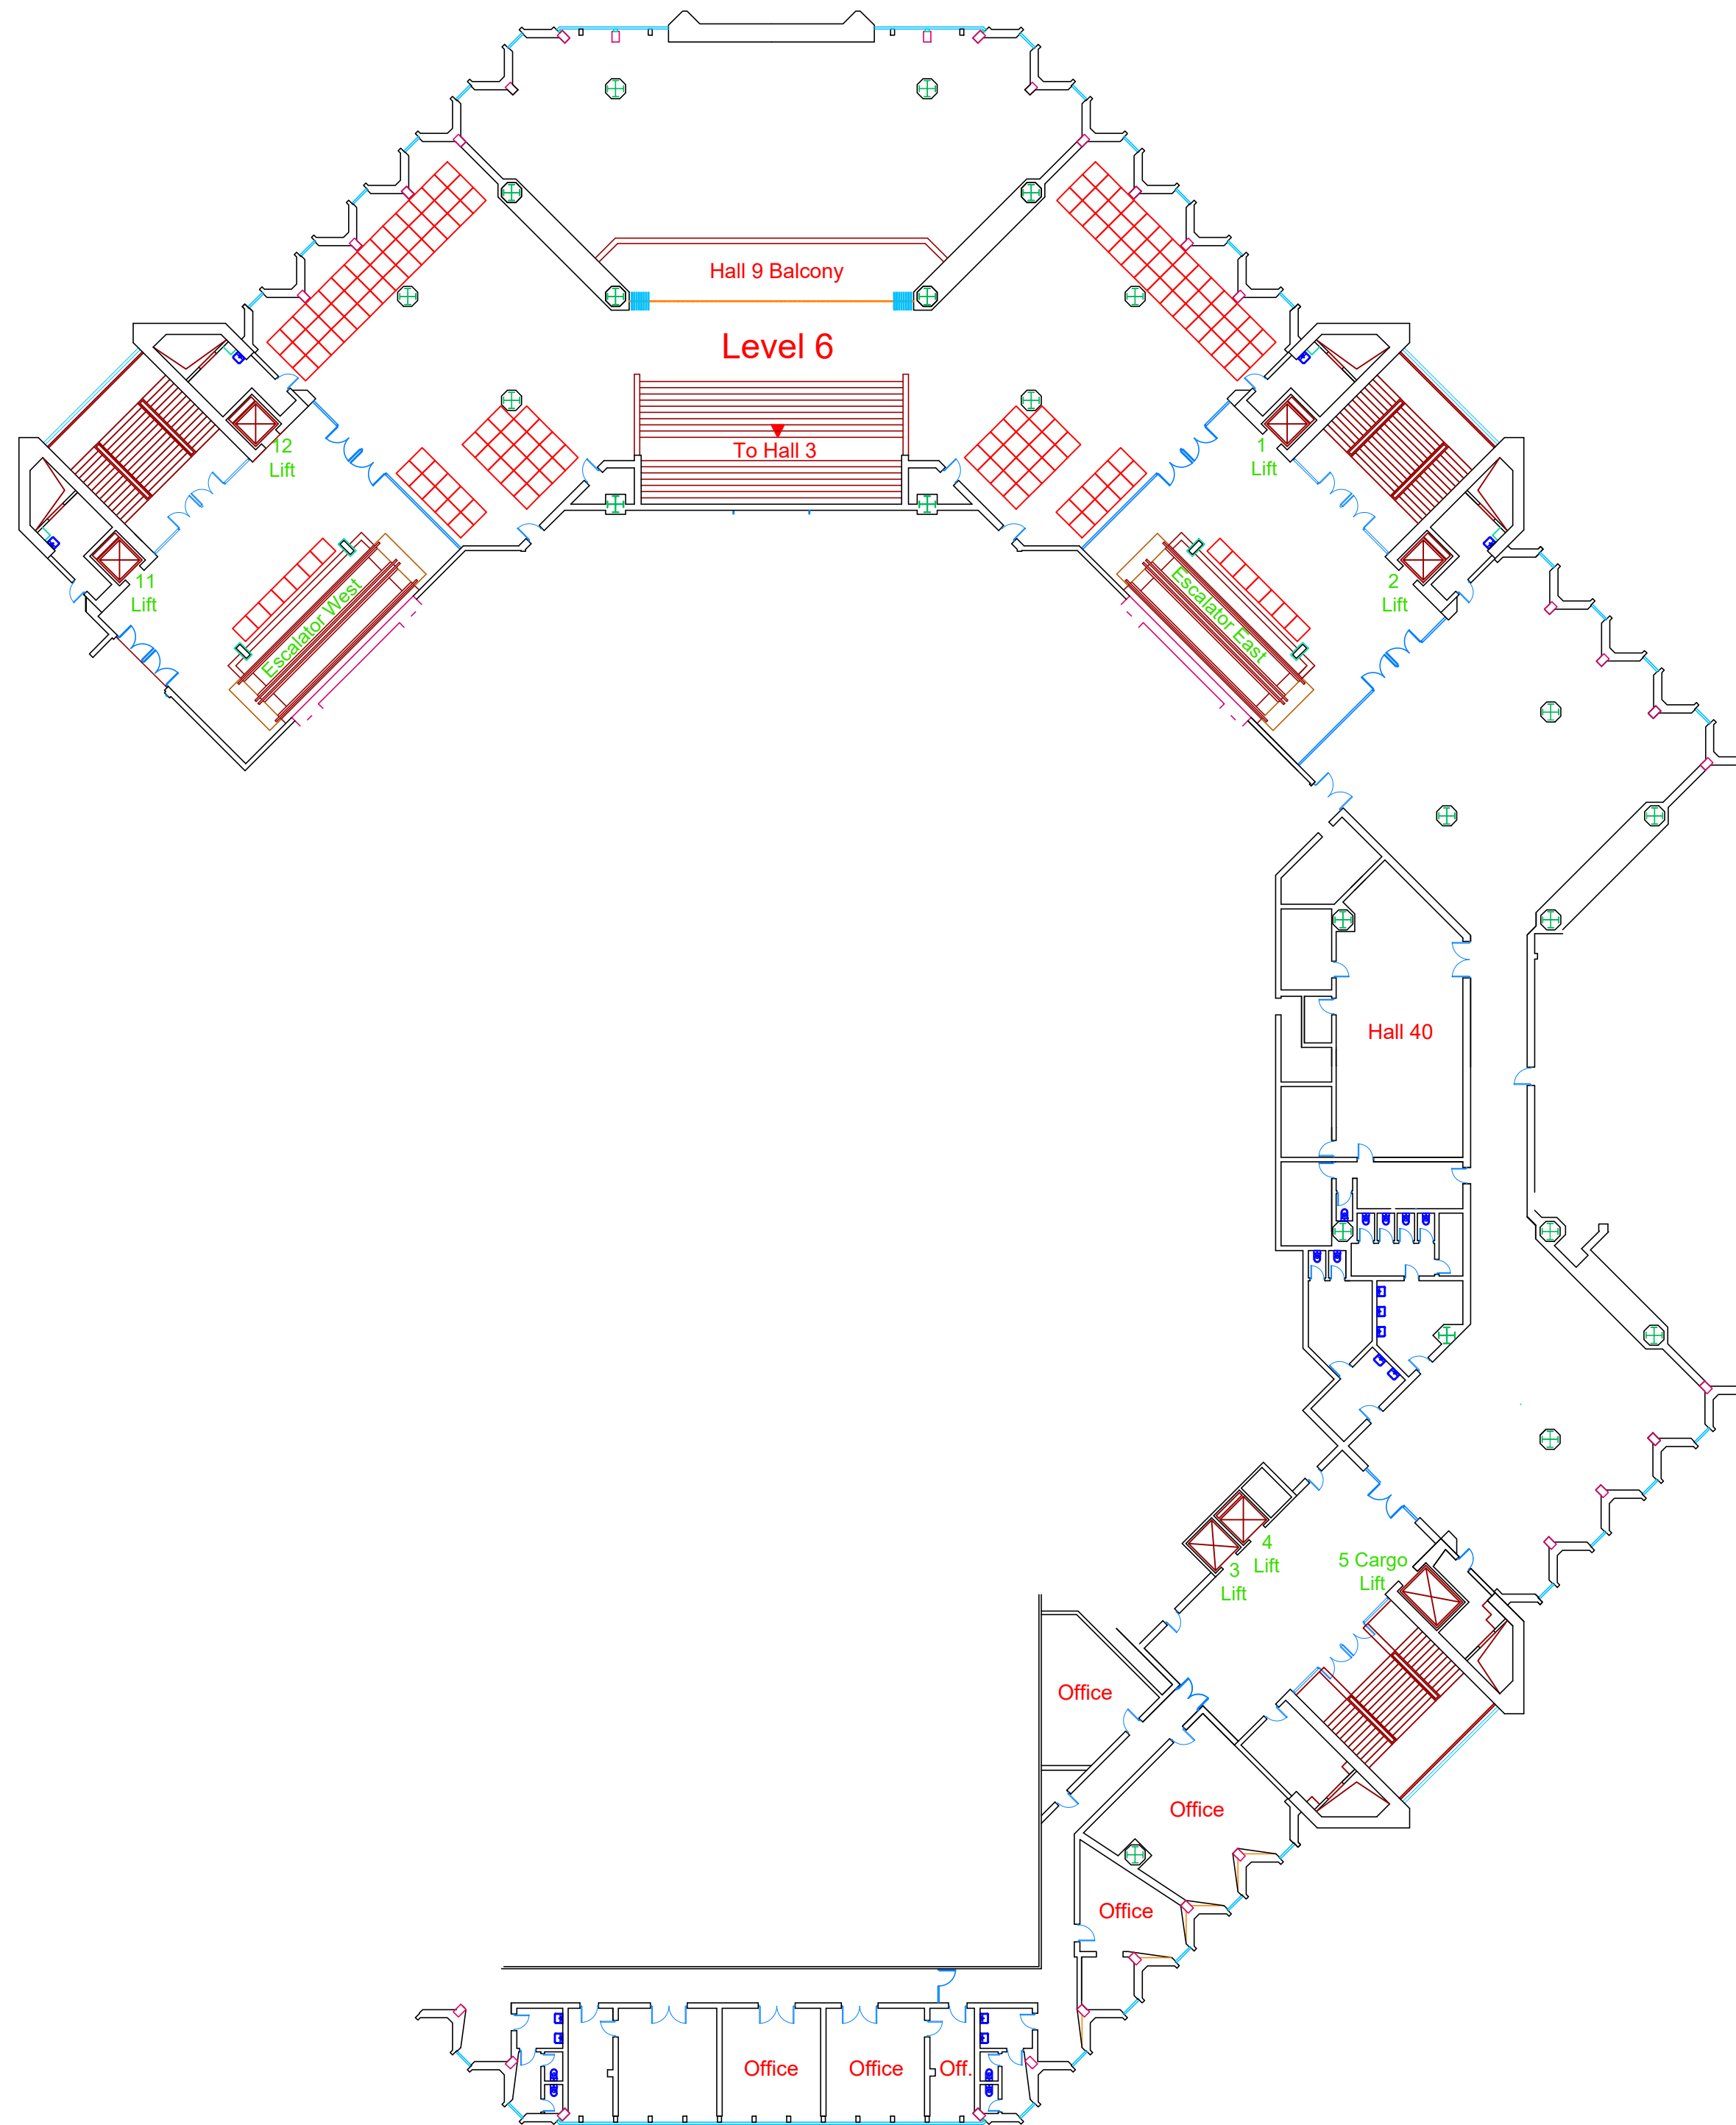 Hall 9 Balcony
Level 6
To Hall 3
12
Lift
1
Lift
11
Lift
2
Lift
Escalator West
Escalator East
Hall 40
4
Lift
3
Lift
5 Cargo
Lift
Office
Office
Office
Office
Office
Off.